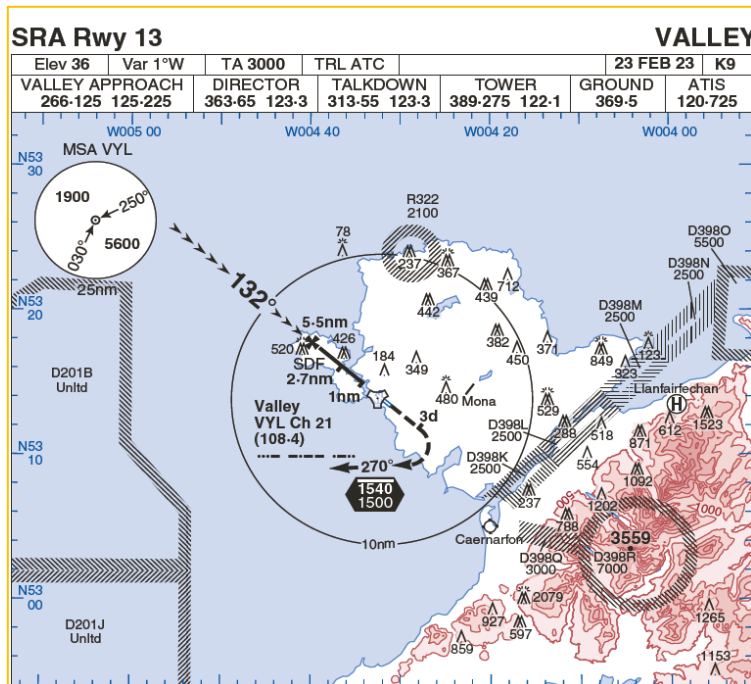 SRA Rwy 13
VALLEY
Elev 36
Var 1°W
TA 3000
TRL ATC
23 FEB 23
K9
VALLEY APPROACH
266·125 125·225
DIRECTOR
363·65 123·3
TALKDOWN
313·55 123·3
TOWER
389·275 122·1
GROUND
369·5
ATIS
120·725
W005 00
W004 40
W004 20
W004 00
N53
30
MSA VYL
1900
250°
5600
030°
25nm
R322
2100
78
237
367
D398O
5500
D398N
2500
132°
712
439
442
N53
20
D398M
2500
5·5nm
520
426
382
450
371
849
123
323
SDF
2·7nm
184
349
D201B
Unltd
1nm
480
Mona
Llanfairfechan
H
529
612
1523
Valley
VYL Ch 21
(108·4)
3d
D398L
2500
288
518
871
N53
10
D398K
2500
554
270°
1092
1540
1500
237
500
1202
1000
788
Caernarfon
3559
10nm
D398Q
3000
D398R
7000
N53
00
2079
927
597
1265
D201J
Unltd
859
1153